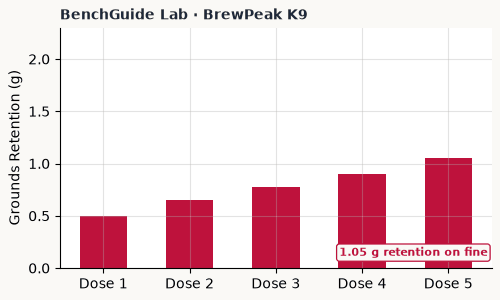 BenchGuide Lab · BrewPeak K9
Grounds Retention (g)
2.0
1.5
1.0
0.5
0.0
1.05 g retention on fine
Dose 1 Dose 2 Dose 3 Dose 4 Dose 5